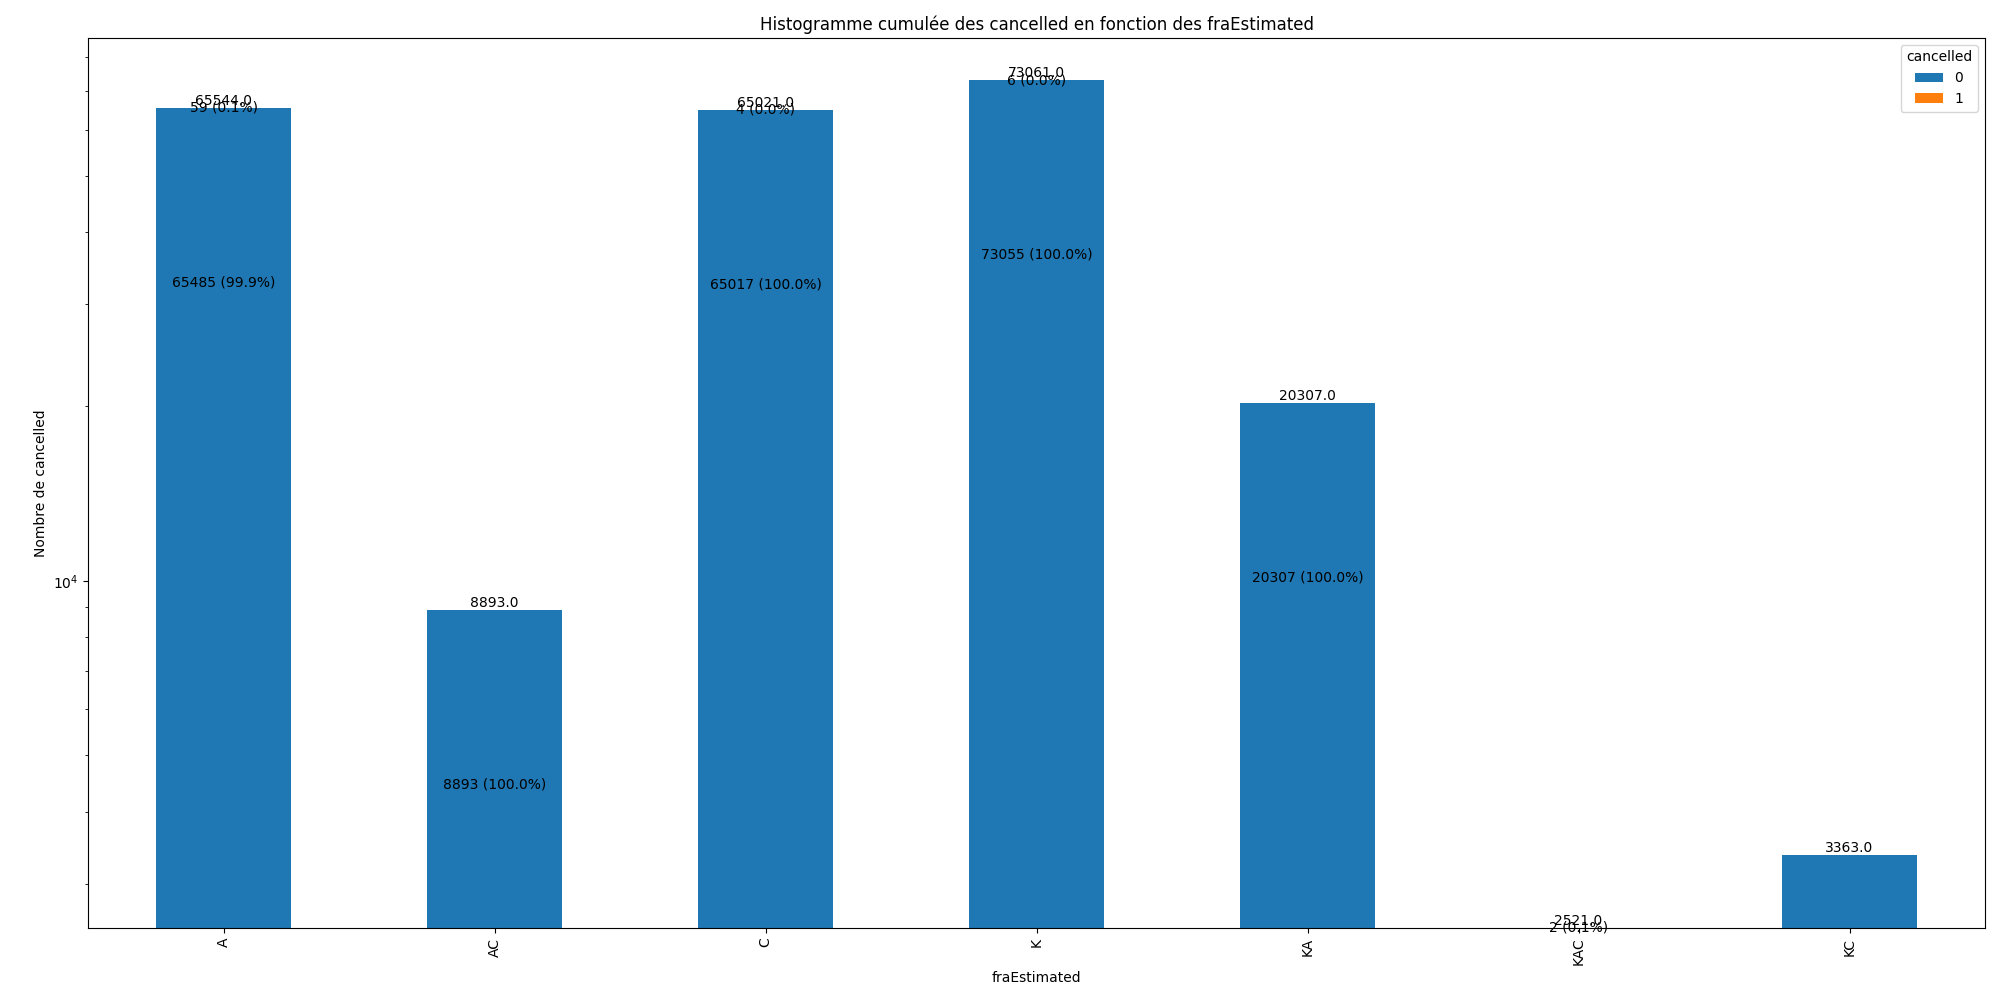 Histogramme cumulée des cancelled en fonction des fraEstimated
cancelled
0
1
Nombre de cancelled
10^4
65544.0
59 (0.1%)
65485 (99.9%)
8893.0
8893 (100.0%)
65021.0
4 (0.0%)
65017 (100.0%)
73061.0
6 (0.0%)
73055 (100.0%)
20307.0
20307 (100.0%)
2521.0
2 (0.1%)
3363.0
A
AC
C
K
KA
KAC
KC
fraEstimated